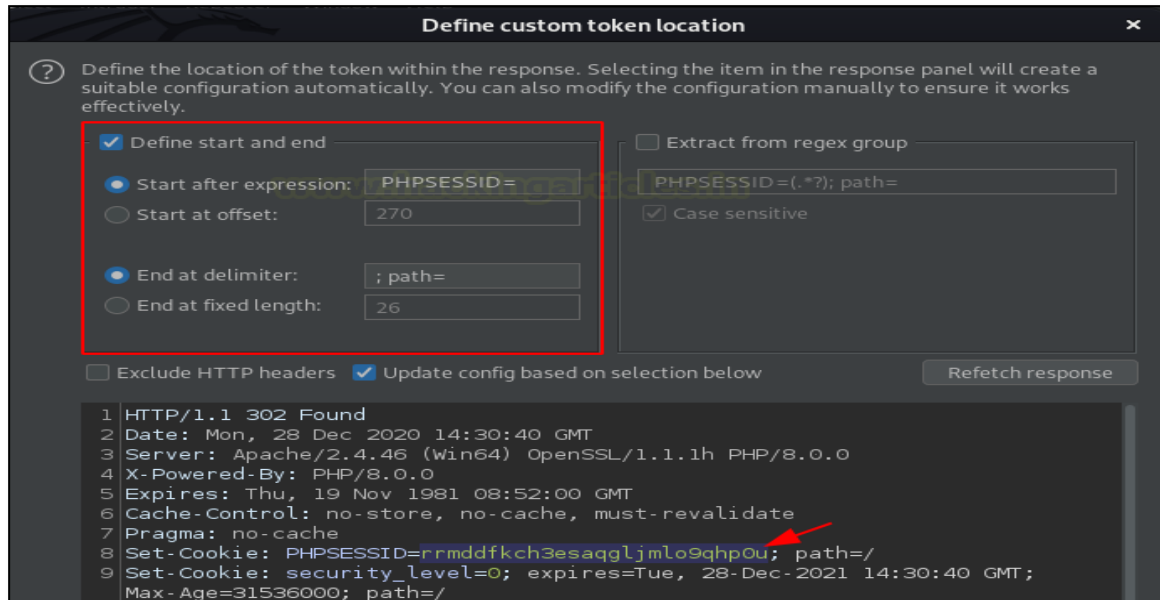 Define custom token location ×
? Define the location of the token within the response. Selecting the item in the response panel will create a
suitable configuration automatically. You can also modify the configuration manually to ensure it works
effectively.
Define start and end
Start after expression: PHPSESSID=
Start at offset: 270
End at delimiter: ; path=
End at fixed length: 26
Extract from regex group
PHPSESSID=(.*?); path=
Case sensitive
www.hackingarticles.in
Exclude HTTP headers Update config based on selection below Refetch response
1 HTTP/1.1 302 Found
2 Date: Mon, 28 Dec 2020 14:30:40 GMT
3 Server: Apache/2.4.46 (Win64) OpenSSL/1.1.1h PHP/8.0.0
4 X-Powered-By: PHP/8.0.0
5 Expires: Thu, 19 Nov 1981 08:52:00 GMT
6 Cache-Control: no-store, no-cache, must-revalidate
7 Pragma: no-cache
8 Set-Cookie: PHPSESSID=rrmddfkch3esaqgljmlo9qhp0u; path=/
9 Set-Cookie: security_level=0; expires=Tue, 28-Dec-2021 14:30:40 GMT;
Max-Age=31536000; path=/